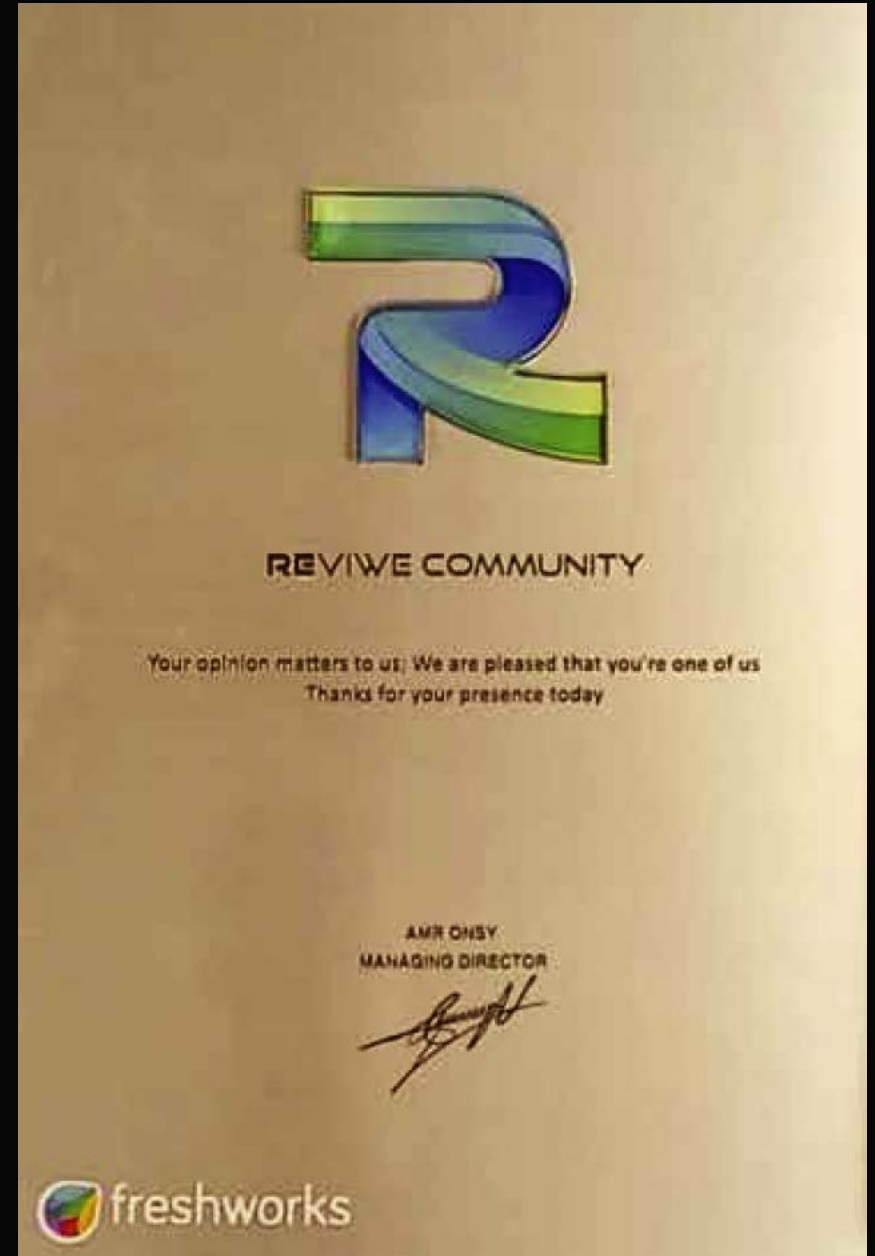 REVIWE COMMUNITY
Your opinion matters to us; We are pleased that you're one of us
Thanks for your presence today
AMR ONSY
MANAGING DIRECTOR
freshworks